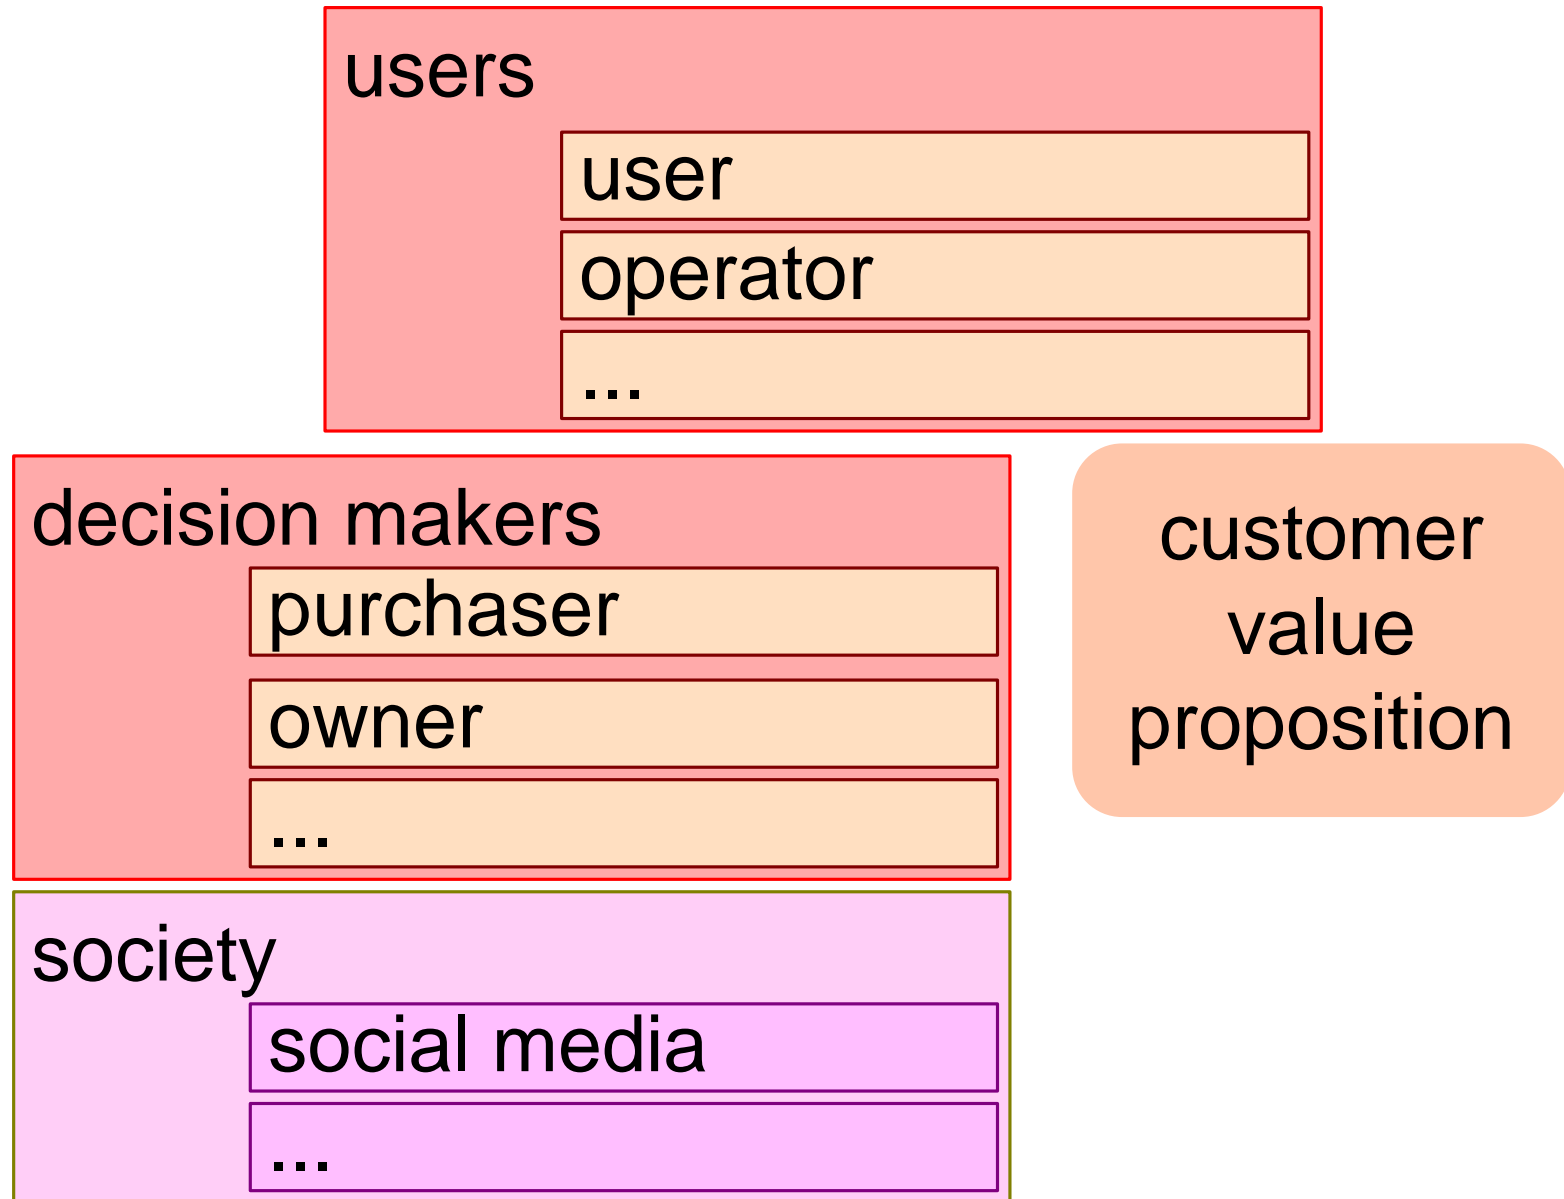 users
user
operator
...
decision makers
purchaser
owner
...
customer
value
proposition
society
social media
...